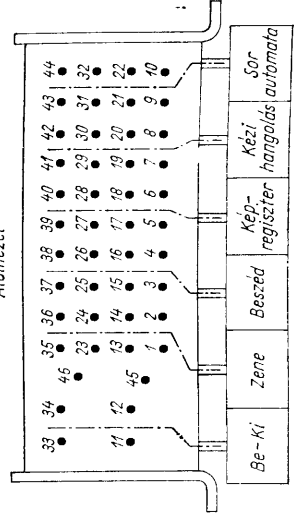 33 34 35 36 37 38 39 40 41 42 43 44
46
23 24 25 26 27 28 29 30 31 32
11 12 13 14 15 16 17 18 19 20 21 22
45
1 2 3 4 5 6 7 8 9 10
Be-Ki
Zene
Beszéd
Kép-
regiszter
Kézi
hangolás
Sor
automata